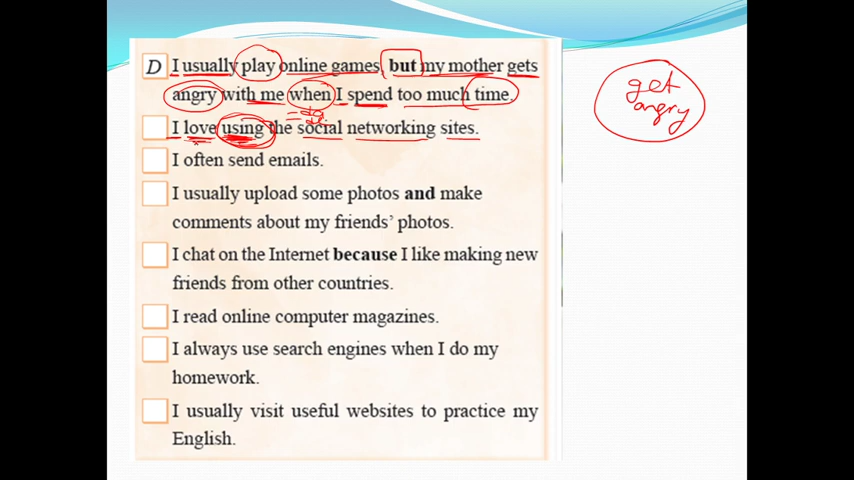 D I usually play online games, but my mother gets
angry with me when I spend too much time.
I love using the social networking sites.
I often send emails.
I usually upload some photos and make
comments about my friends' photos.
I chat on the Internet because I like making new
friends from other countries.
I read online computer magazines.
I always use search engines when I do my
homework.
I usually visit useful websites to practice my
English.
get
angry